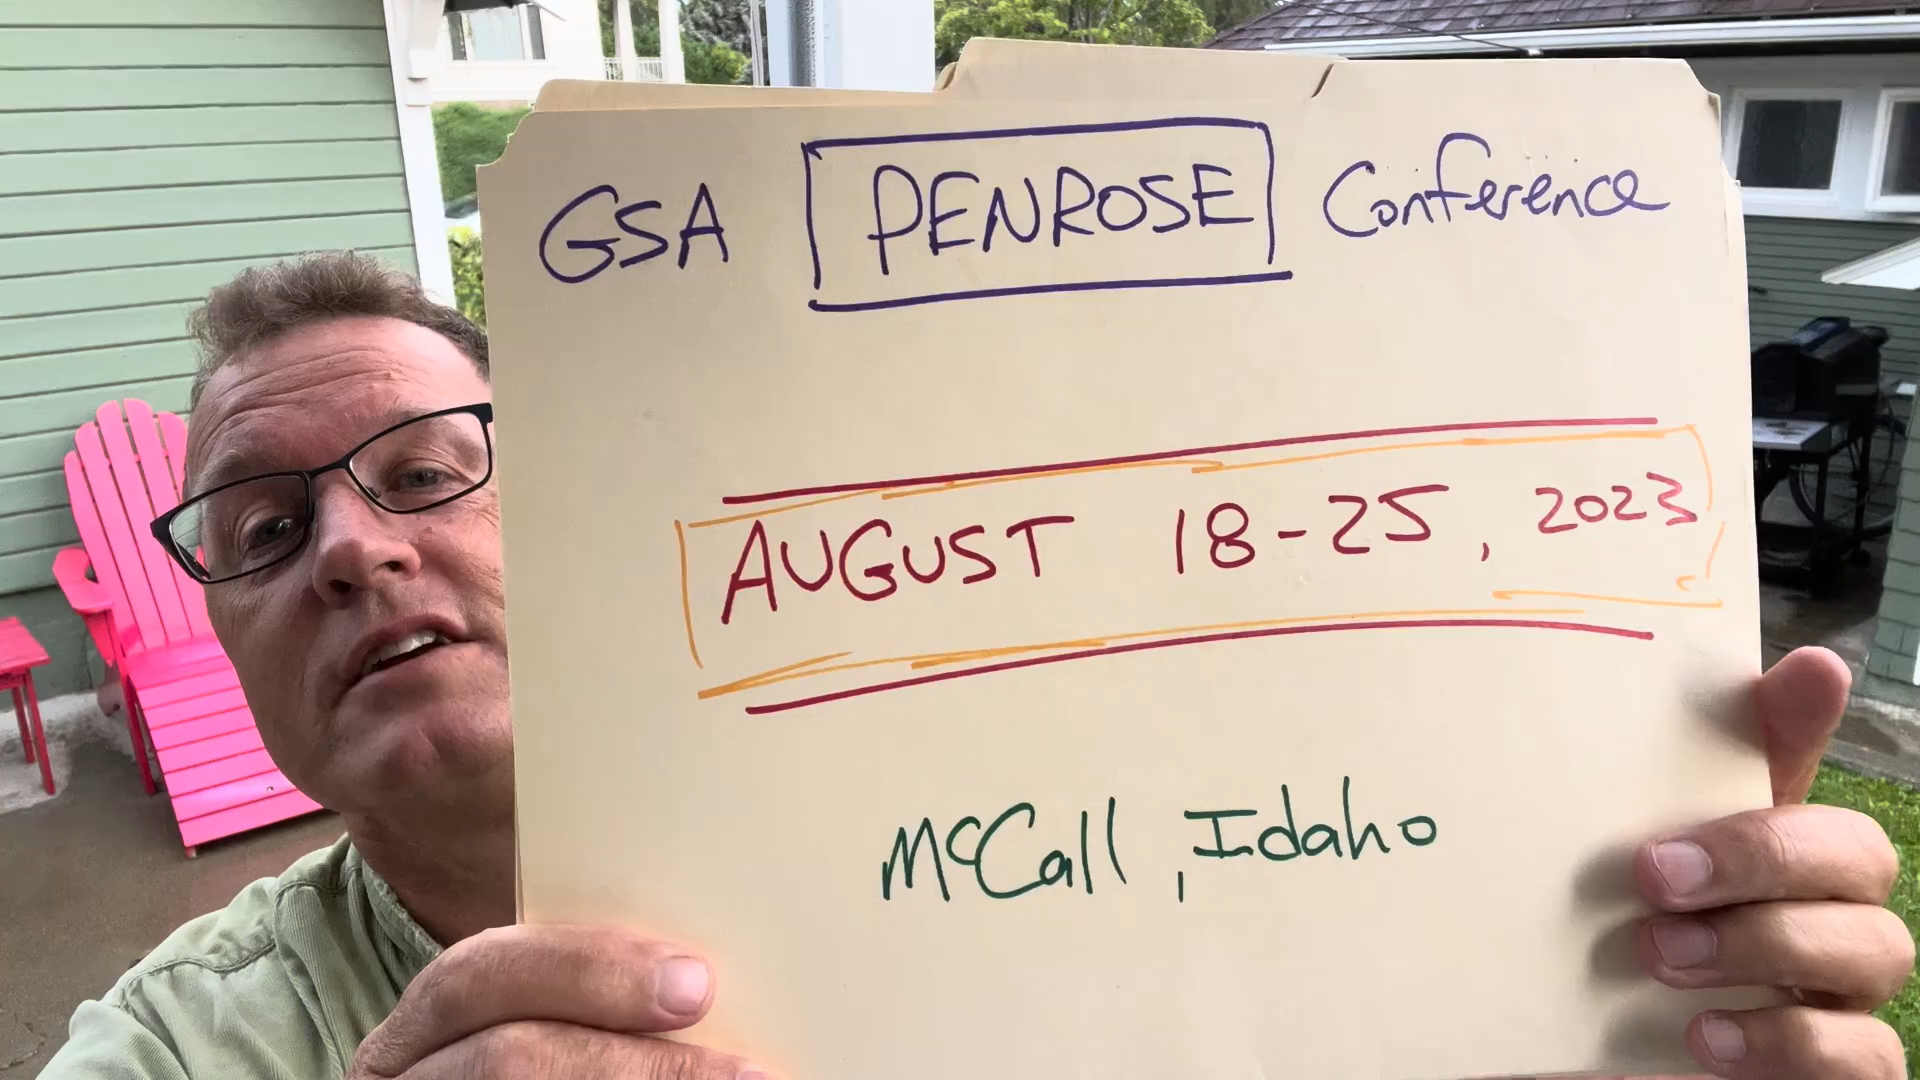 GSA PENROSE Conference
AUGUST 18-25, 2023
McCall, Idaho